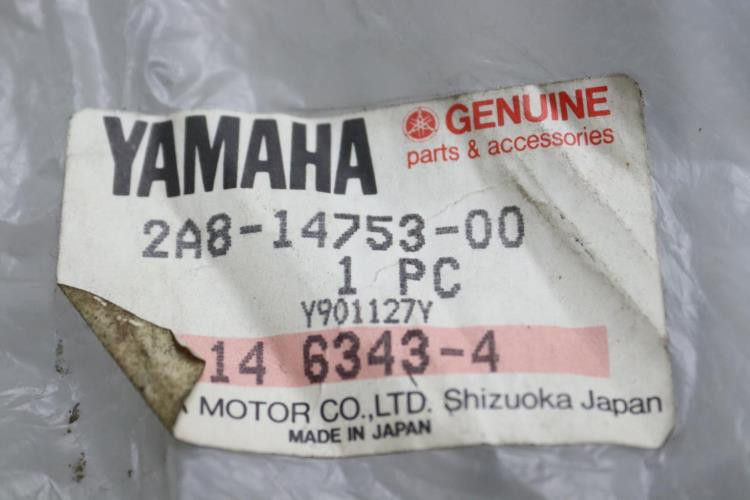 YAMAHA GENUINE
parts & accessories
2A8-14753-00
1 PC
Y901127Y
14 6343-4
MOTOR CO.,LTD. Shizuoka Japan
MADE IN JAPAN